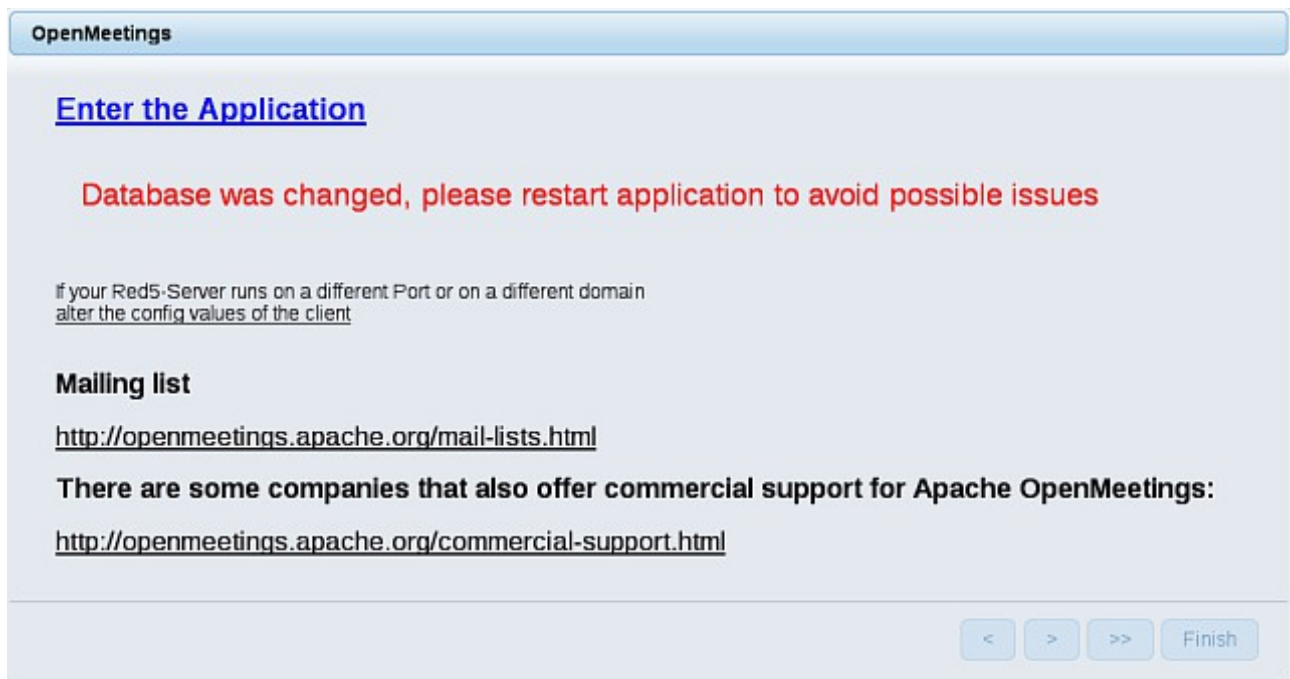 OpenMeetings
Enter the Application
Database was changed, please restart application to avoid possible issues
If your Red5-Server runs on a different Port or on a different domain
alter the config values of the client
Mailing list
http://openmeetings.apache.org/mail-lists.html
There are some companies that also offer commercial support for Apache OpenMeetings:
http://openmeetings.apache.org/commercial-support.html
< > >> Finish